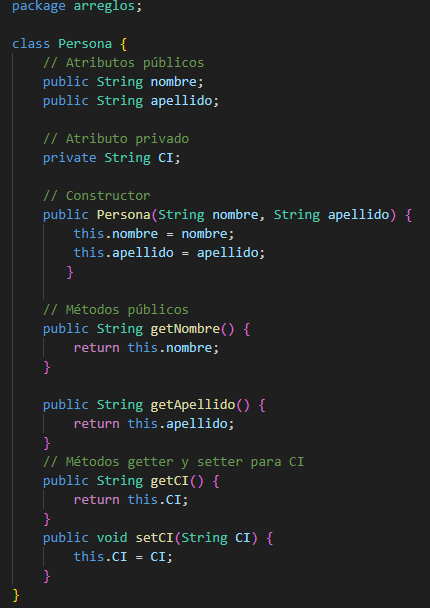 package arreglos;
class Persona {
// Atributos públicos
public String nombre;
public String apellido;
// Atributo privado
private String CI;
// Constructor
public Persona(String nombre, String apellido) {
this.nombre = nombre;
this.apellido = apellido;
}
// Métodos públicos
public String getNombre() {
return this.nombre;
}
public String getApellido() {
return this.apellido;
}
// Métodos getter y setter para CI
public String getCI() {
return this.CI;
}
public void setCI(String CI) {
this.CI = CI;
}
}